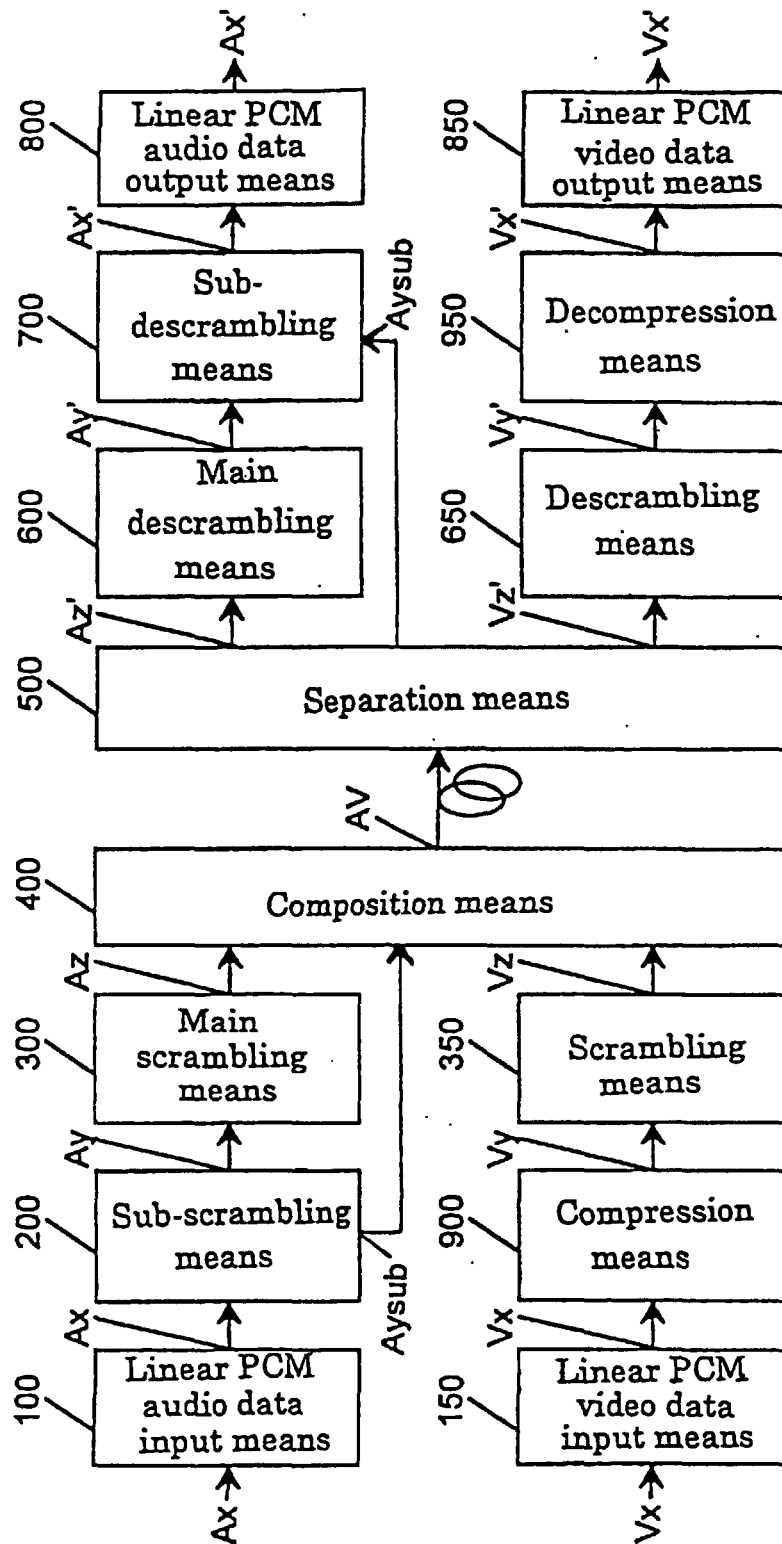 100
200
300
400
500
600
700
800
Ax
Ay
Az
AV
Az'
Ay'
Ax'
Ax
Linear PCM
audio data
input means
Sub-scrambling
means
Main
scrambling
means
Composition means
Separation means
Main
descrambling
means
Sub-
descrambling
means
Linear PCM
audio data
output means
Ax'
Aysub
Aysub
150
900
350
650
950
850
Vx
Vy
Vz
Vz'
Vy'
Vx'
Vx
Linear PCM
video data
input means
Compression
means
Scrambling
means
Descrambling
means
Decompression
means
Linear PCM
video data
output means
Vx'